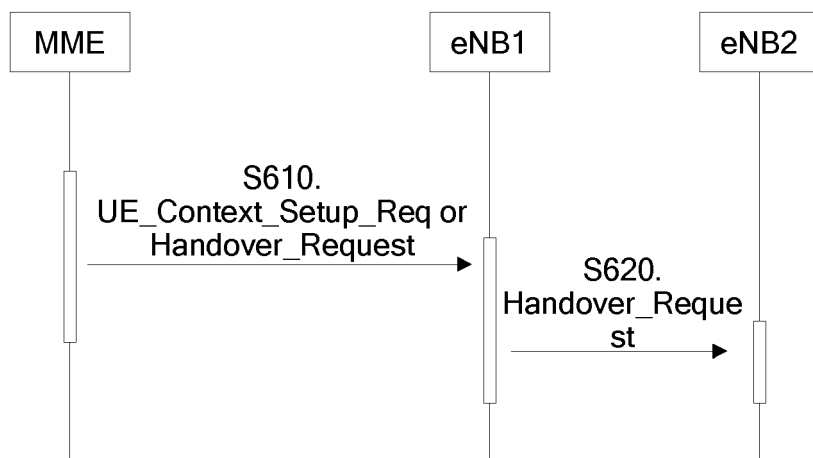 MME
eNB1
eNB2
S610.
UE_Context_Setup_Req or
Handover_Request
S620.
Handover_Reque
st